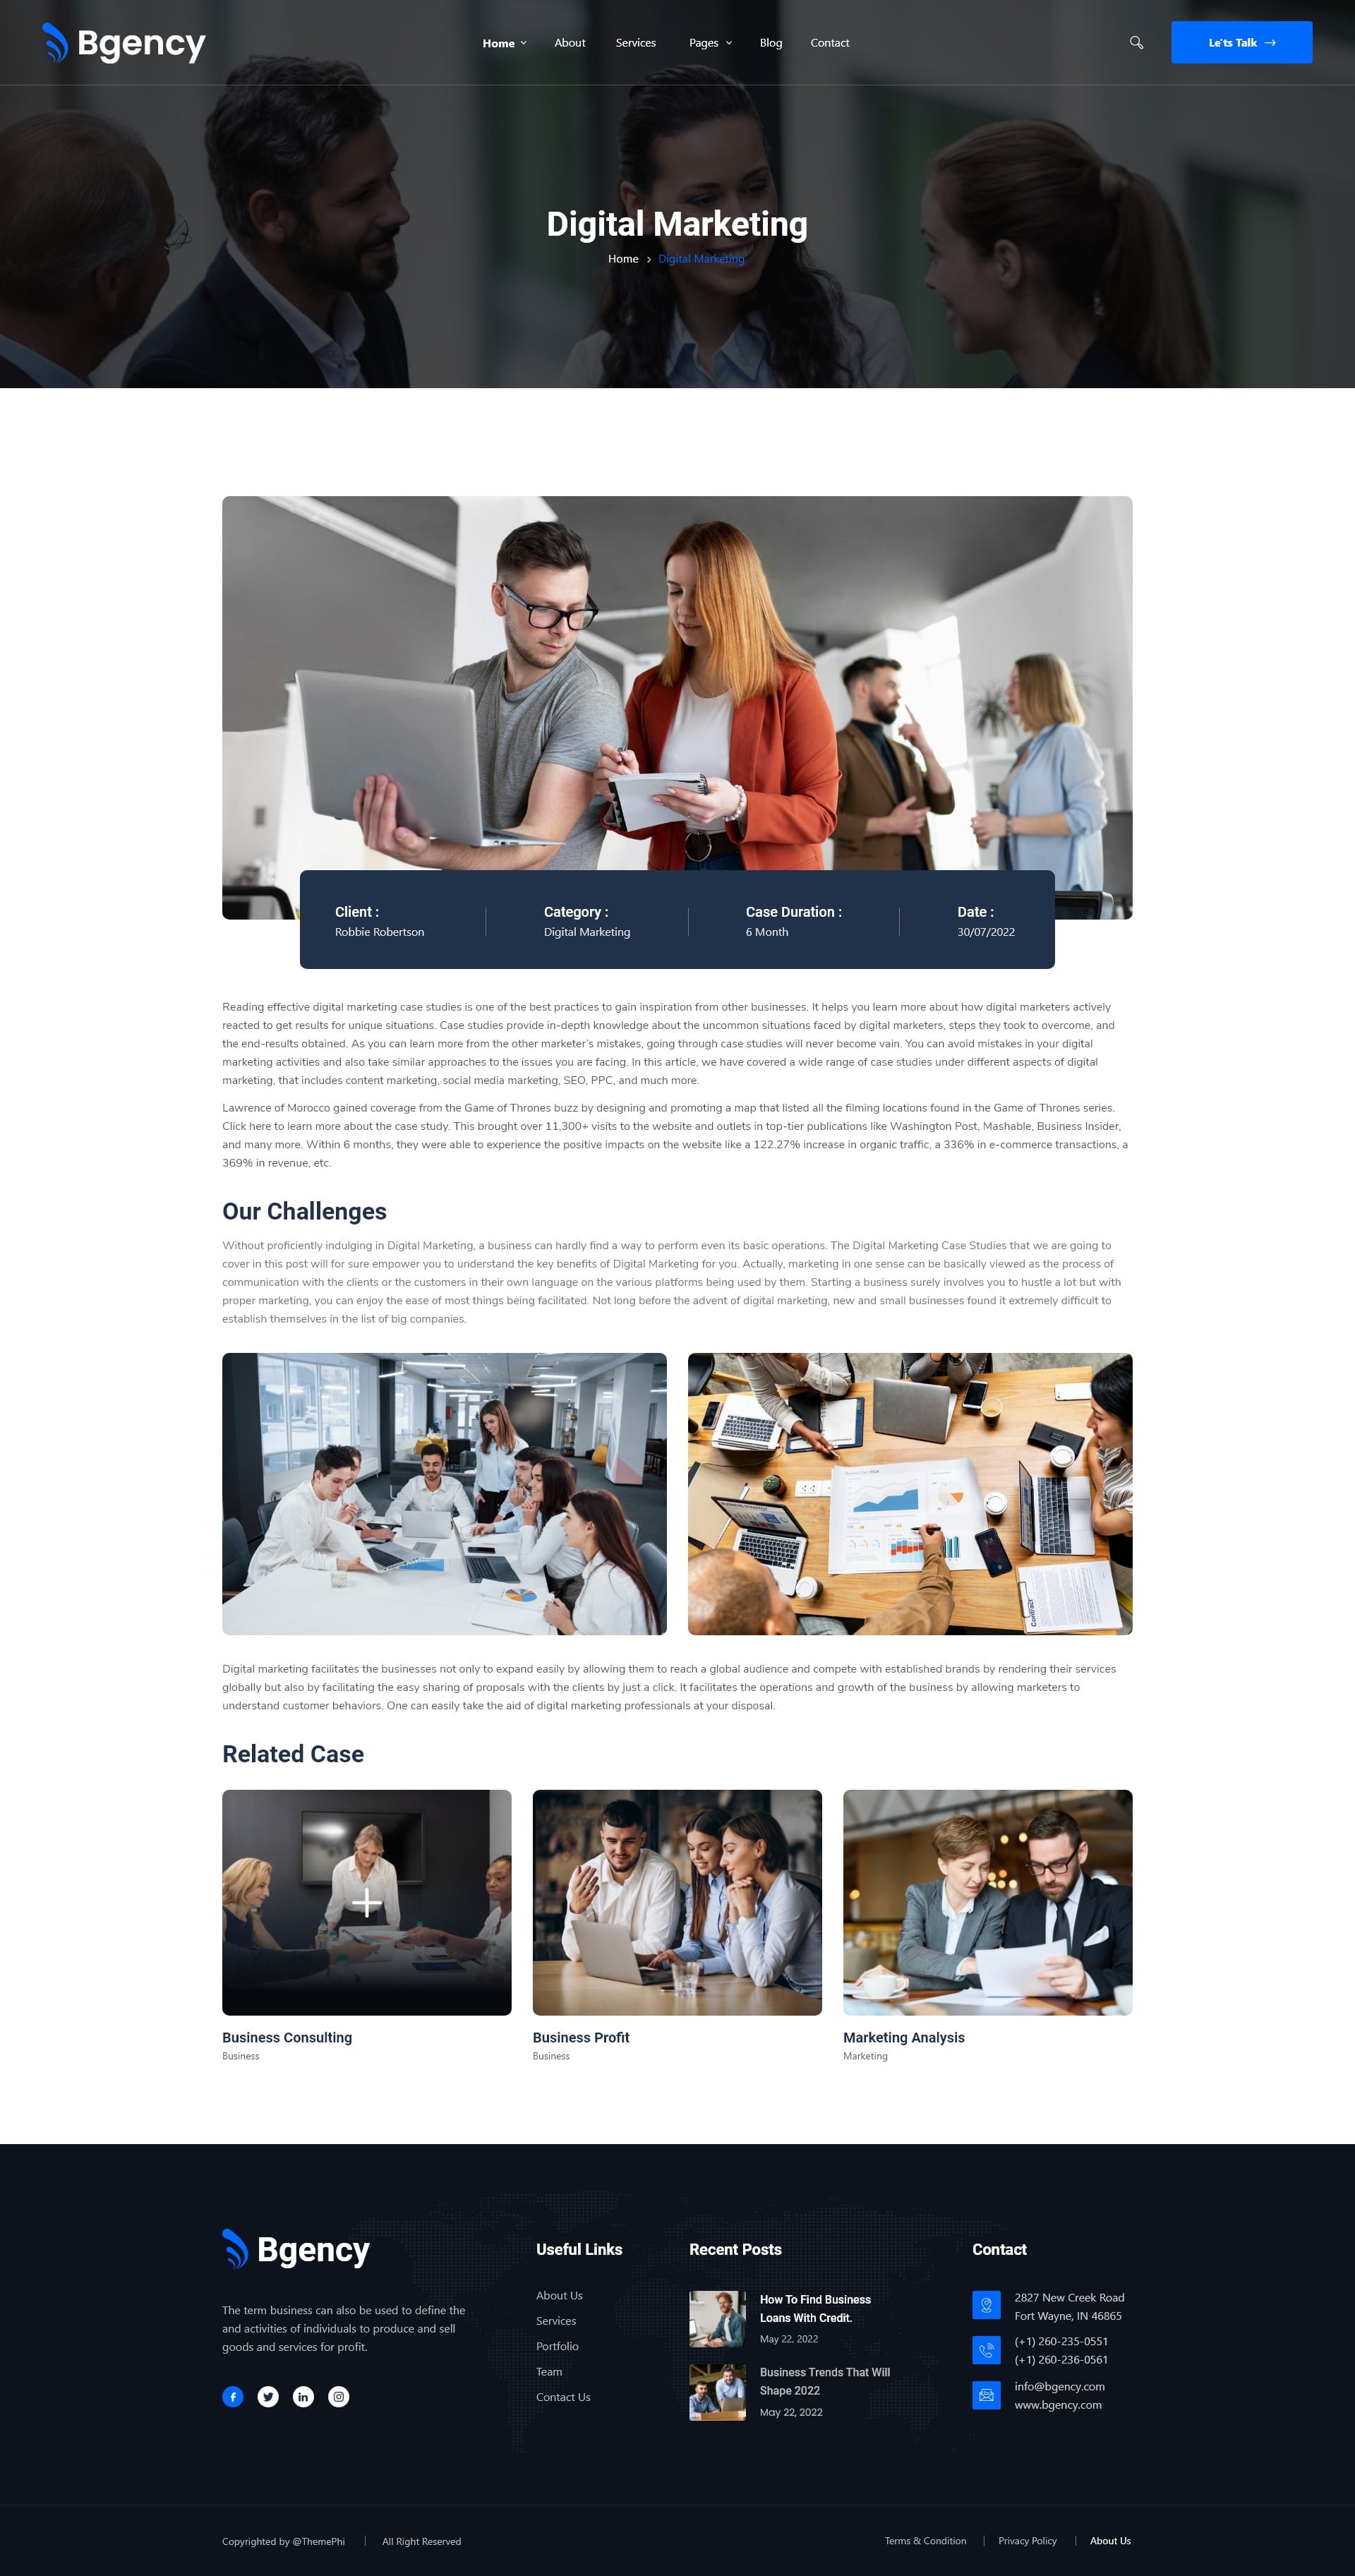 Bgency
Home
About
Services
Pages
Blog
Contact
Le'ts Talk
Digital Marketing
Home > Digital Marketing
Client :
Robbie Robertson
Category :
Digital Marketing
Case Duration :
6 Month
Date :
30/07/2022
Reading effective digital marketing case studies is one of the best practices to gain inspiration from other businesses. It helps you learn more about how digital marketers actively
reacted to get results for unique situations. Case studies provide in-depth knowledge about the uncommon situations faced by digital marketers, steps they took to overcome, and
the end-results obtained. As you can learn more from the other marketer's mistakes, going through case studies will never become vain. You can avoid mistakes in your digital
marketing activities and also take similar approaches to the issues you are facing. In this article, we have covered a wide range of case studies under different aspects of digital
marketing, that includes content marketing, social media marketing, SEO, PPC, and much more.
Lawrence of Morocco gained coverage from the Game of Thrones buzz by designing and promoting a map that listed all the filming locations found in the Game of Thrones series.
Click here to learn more about the case study. This brought over 11,300+ visits to the website and outlets in top-tier publications like Washington Post, Mashable, Business Insider,
and many more. Within 6 months, they were able to experience the positive impacts on the website like a 122.27% increase in organic traffic, a 336% in e-commerce transactions, a
369% in revenue, etc.
Our Challenges
Without proficiently indulging in Digital Marketing, a business can hardly find a way to perform even its basic operations. The Digital Marketing Case Studies that we are going to
cover in this post will for sure empower you to understand the key benefits of Digital Marketing for you. Actually, marketing in one sense can be basically viewed as the process of
communication with the clients or the customers in their own language on the various platforms being used by them. Starting a business surely involves you to hustle a lot but with
proper marketing, you can enjoy the ease of most things being facilitated. Not long before the advent of digital marketing, new and small businesses found it extremely difficult to
establish themselves in the list of big companies.
Contract
Digital marketing facilitates the businesses not only to expand easily by allowing them to reach a global audience and compete with established brands by rendering their services
globally but also by facilitating the easy sharing of proposals with the clients by just a click. It facilitates the operations and growth of the business by allowing marketers to
understand customer behaviors. One can easily take the aid of digital marketing professionals at your disposal.
Related Case
Business Consulting
Business
Business Profit
Business
Marketing Analysis
Marketing
Bgency
The term business can also be used to define the
and activities of individuals to produce and sell
goods and services for profit.
Useful Links
About Us
Services
Portfolio
Team
Contact Us
Recent Posts
How To Find Business
Loans With Credit.
May 22, 2022
Business Trends That Will
Shape 2022
May 22, 2022
Contact
2827 New Creek Road
Fort Wayne, IN 46865
(+1) 260-235-0551
(+1) 260-236-0561
info@bgency.com
www.bgency.com
Copyrighted by @ThemePhi | All Right Reserved
Terms & Condition | Privacy Policy | About Us